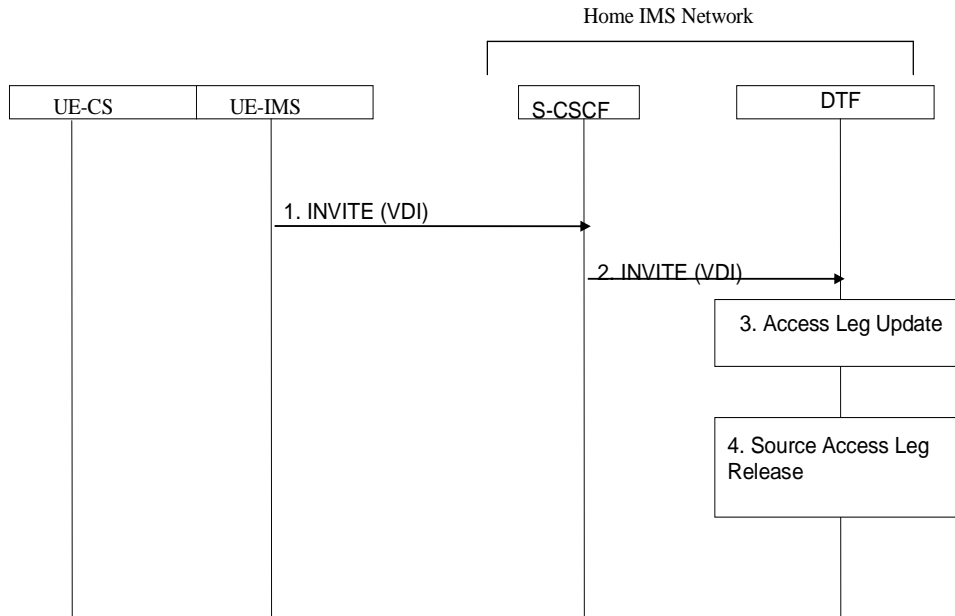 Home IMS Network
UE-CS
UE-IMS
S-CSCF
DTF
1. INVITE (VDI)
2. INVITE (VDI)
3. Access Leg Update
4. Source Access Leg
Release